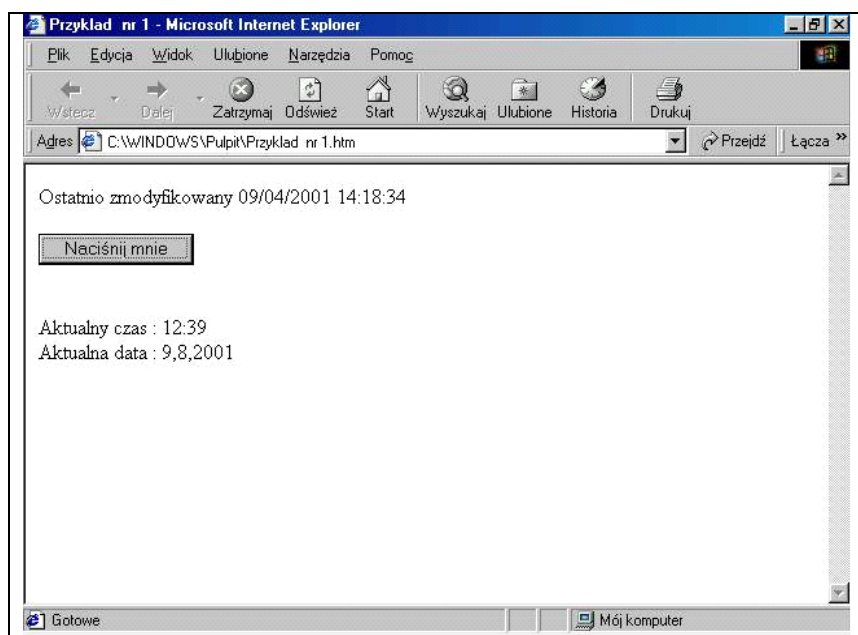 Przyklad nr 1 - Microsoft Internet Explorer
Plik Edycja Widok Ulubione Narzędzia Pomoc
Wstecz Dalej Zatrzymaj Odśwież Start Wyszukaj Ulubione Historia Drukuj
Adres C:\WINDOWS\Pulpit\Przyklad nr 1.htm Przejdź Łącza »
Ostatnio zmodyfikowany 09/04/2001 14:18:34
Naciśnij mnie
Aktualny czas : 12:39
Aktualna data : 9,8,2001
Gotowe Mój komputer